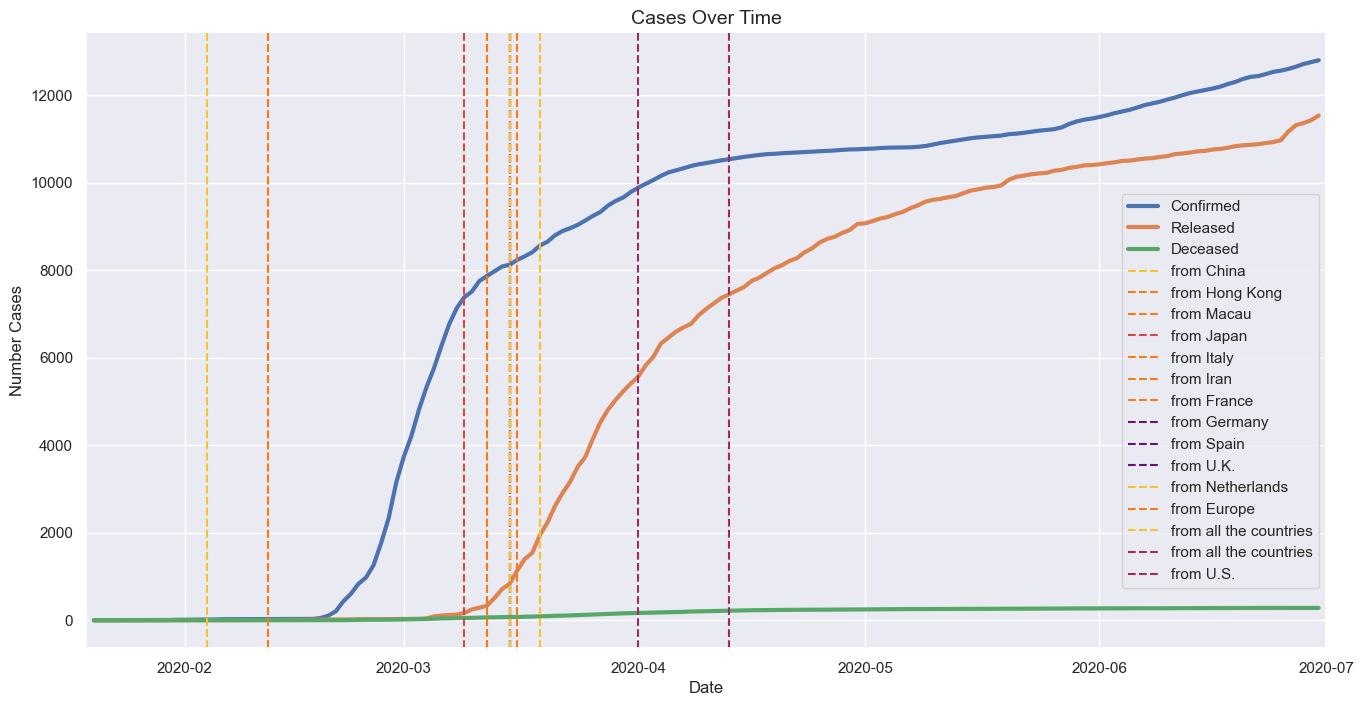 Cases Over Time
Number Cases
12000
10000
8000
6000
4000
2000
0
Confirmed
Released
Deceased
from China
from Hong Kong
from Macau
from Japan
from Italy
from Iran
from France
from Germany
from Spain
from U.K.
from Netherlands
from Europe
from all the countries
from all the countries
from U.S.
2020-02
2020-03
2020-04
2020-05
2020-06
2020-07
Date